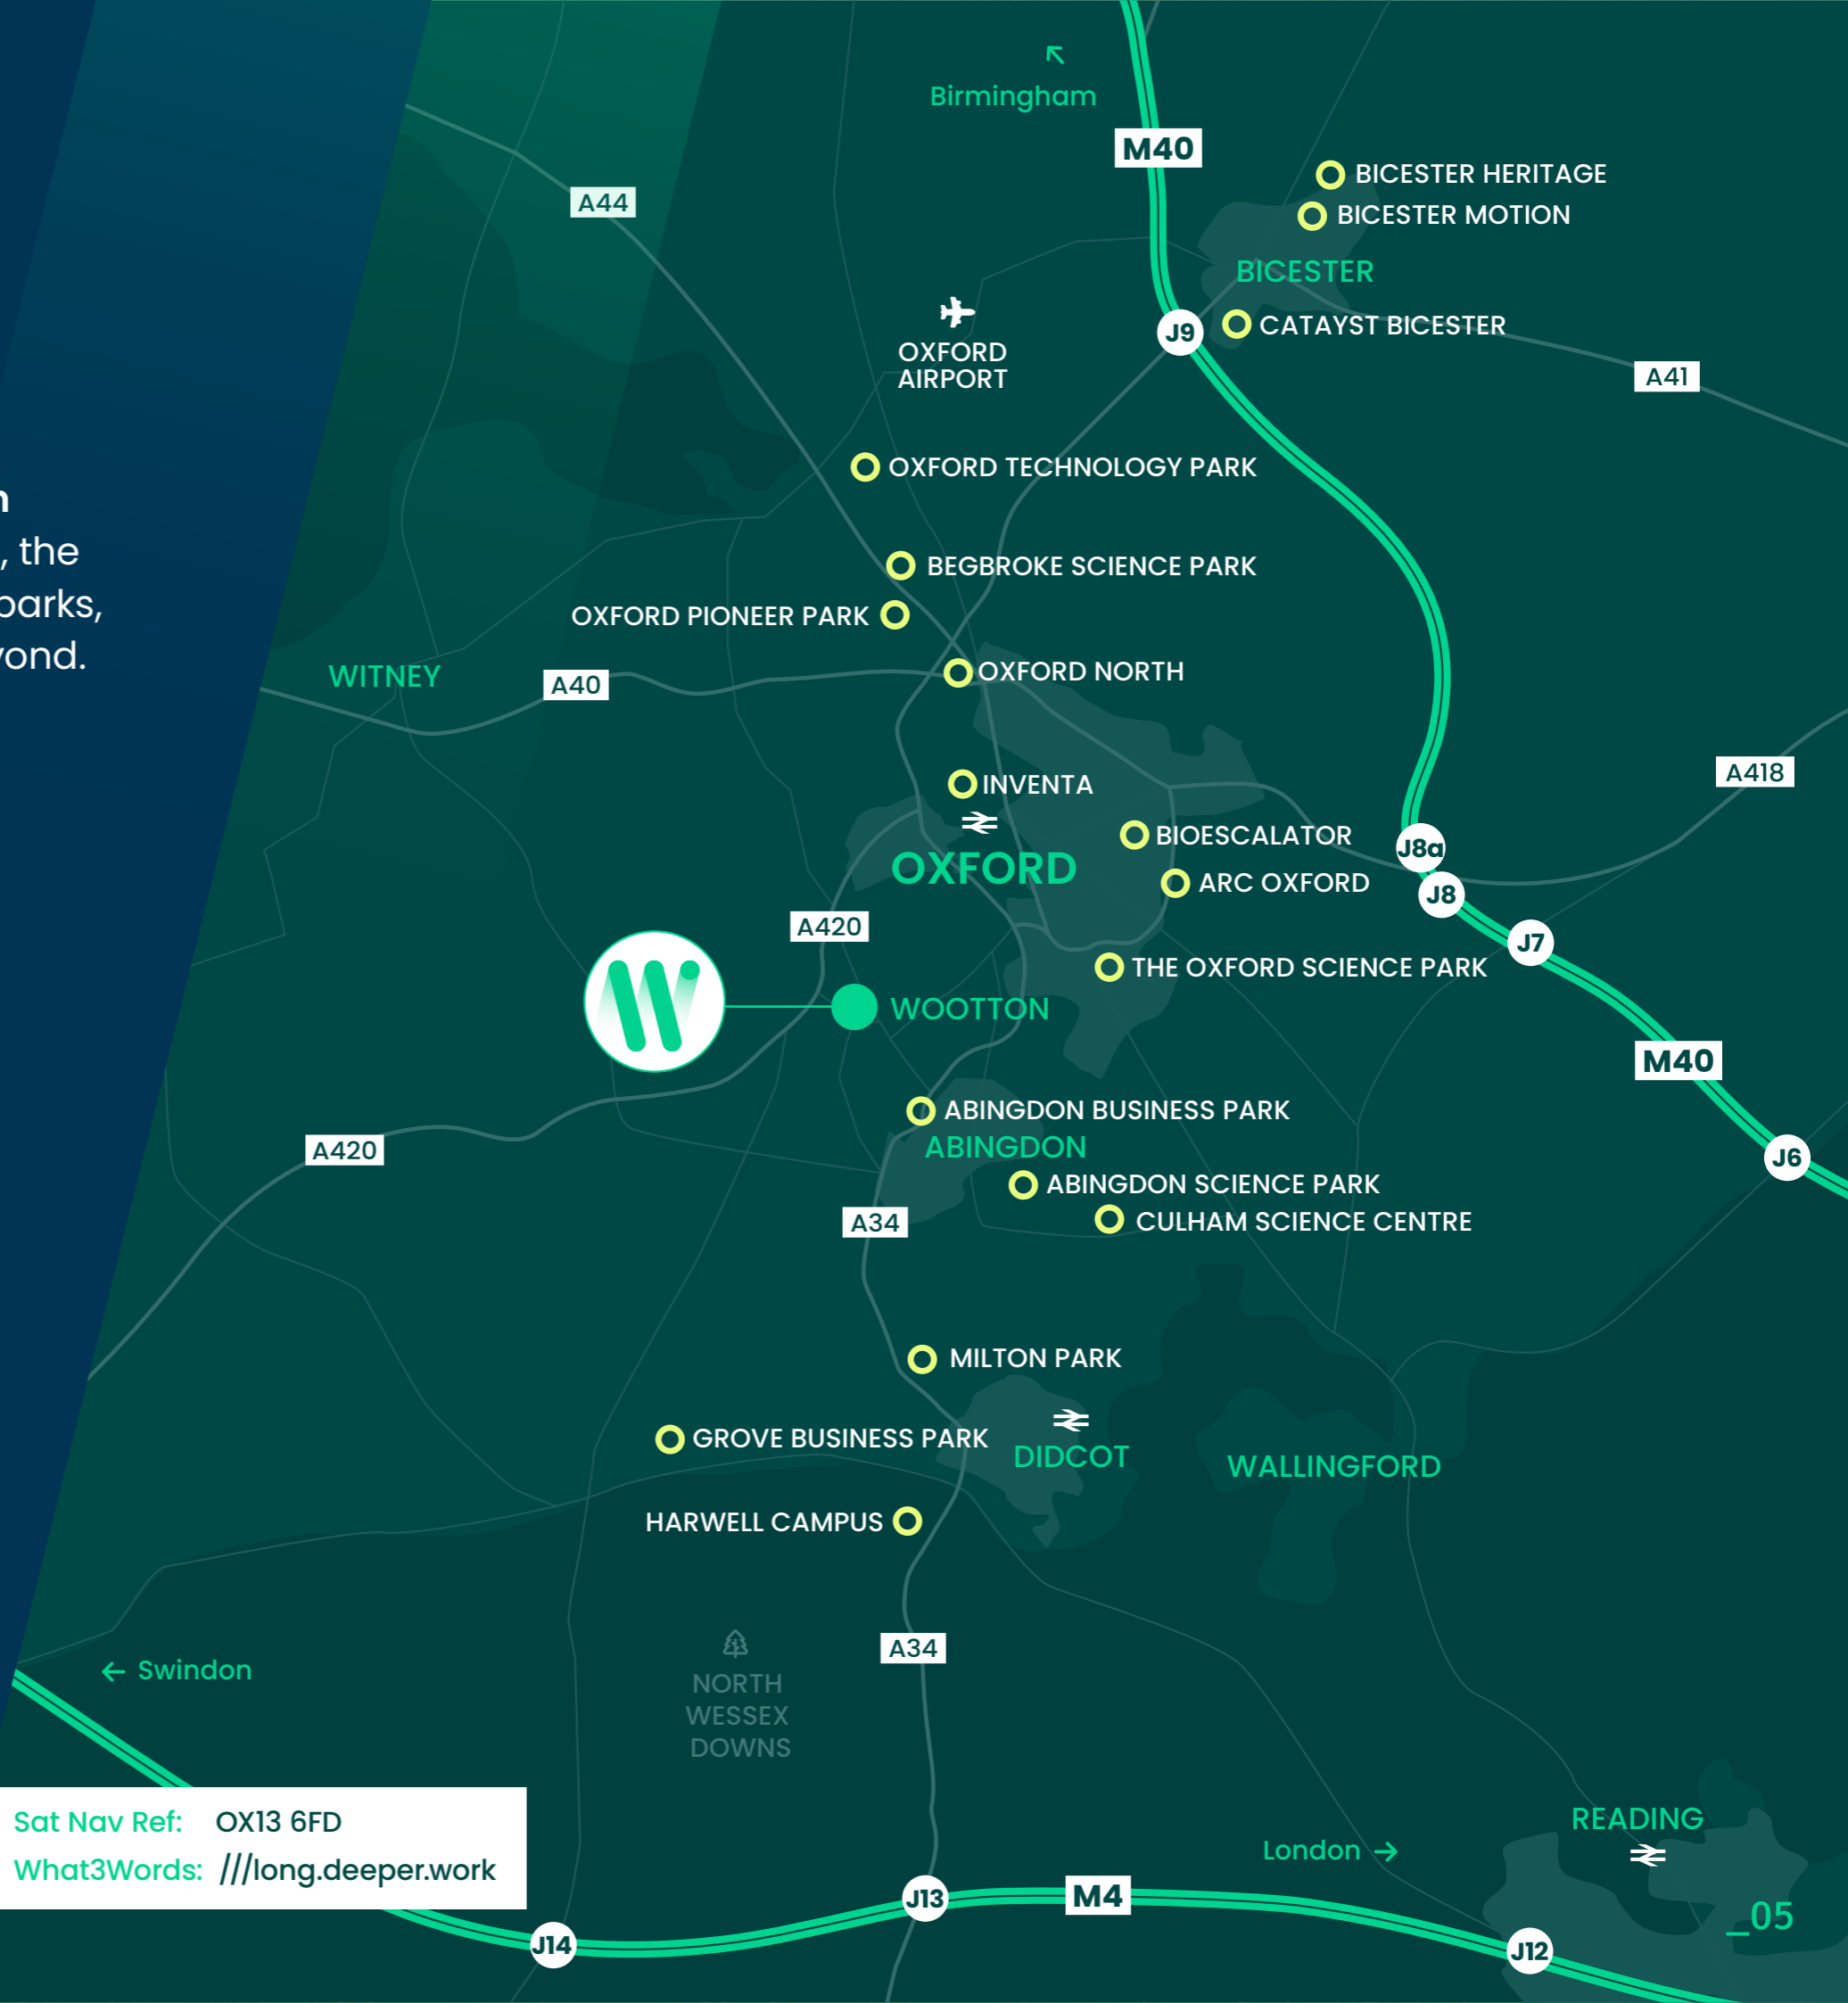 Birmingham
M40
BICESTER HERITAGE
A44
BICESTER MOTION
BICESTER
CATAYST BICESTER
J9
OXFORD
AIRPORT
A41
OXFORD TECHNOLOGY PARK
, the
parks,
BEGBROKE SCIENCE PARK
OXFORD PIONEER PARK
WITNEY
A40
OXFORD NORTH
A418
INVENTA
BIOESCALATOR
J8a
OXFORD
ARC OXFORD
J8
A420
J7
THE OXFORD SCIENCE PARK
W
WOOTTON
M40
ABINGDON BUSINESS PARK
A420
ABINGDON
J6
ABINGDON SCIENCE PARK
A34
CULHAM SCIENCE CENTRE
MILTON PARK
GROVE BUSINESS PARK
DIDCOT
WALLINGFORD
HARWELL CAMPUS
A34
Swindon
NORTH
WESSEX
DOWNS
Sat Nav Ref: OX13 6FD
What3Words: ///long.deeper.work
READING
London
J13
M4
_05
J14
J12